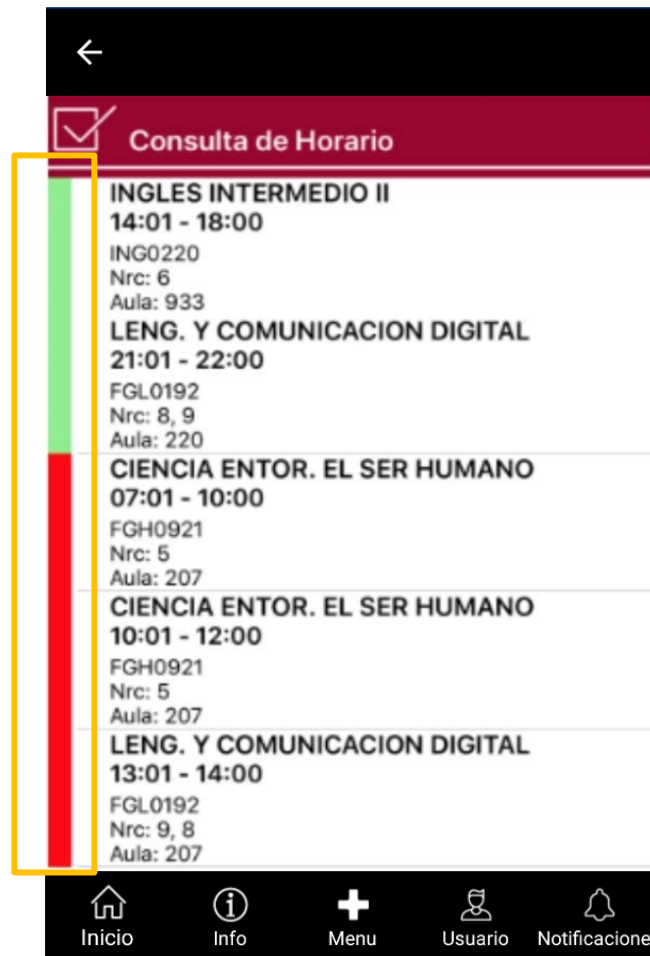 Consulta de Horario
INGLES INTERMEDIO II
14:01 - 18:00
ING0220
Nrc: 6
Aula: 933
LENG. Y COMUNICACION DIGITAL
21:01 - 22:00
FGL0192
Nrc: 8, 9
Aula: 220
CIENCIA ENTOR. EL SER HUMANO
07:01 - 10:00
FGH0921
Nrc: 5
Aula: 207
CIENCIA ENTOR. EL SER HUMANO
10:01 - 12:00
FGH0921
Nrc: 5
Aula: 207
LENG. Y COMUNICACION DIGITAL
13:01 - 14:00
FGL0192
Nrc: 9, 8
Aula: 207
Inicio Info Menu Usuario Notificacione